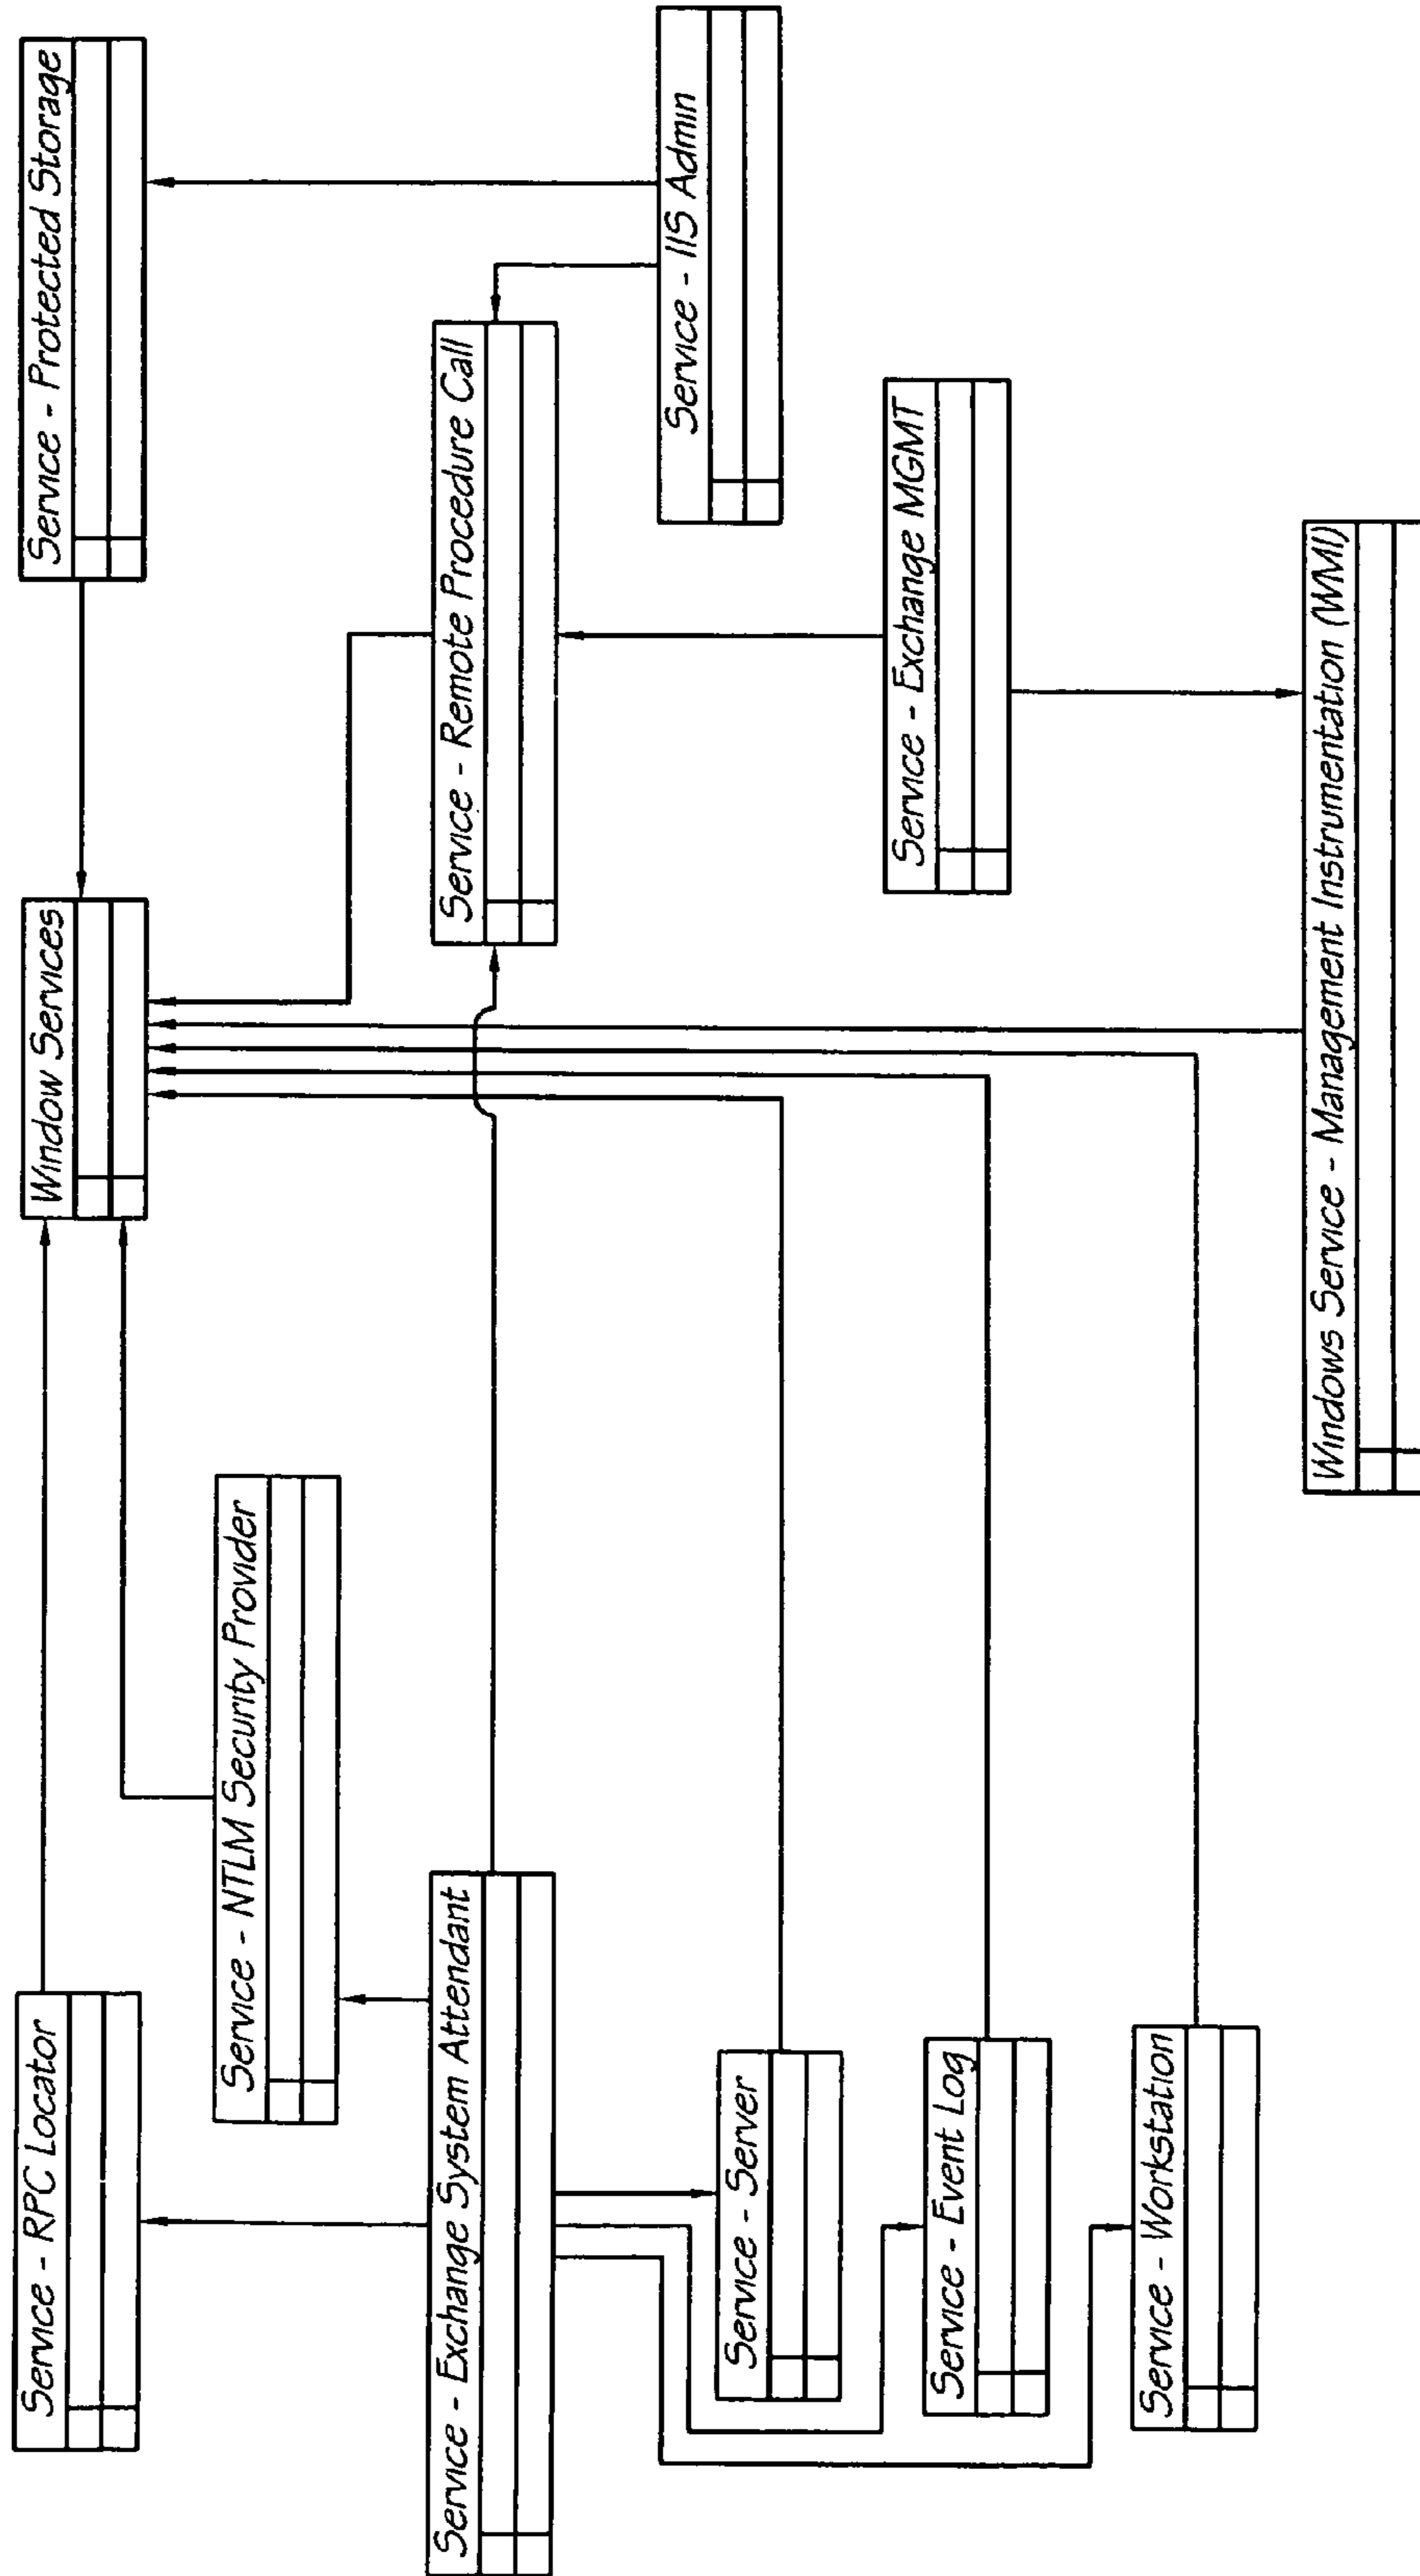 Service - RPC Locator
Window Services
Service - Protected Storage
Service - NTLM Security Provider
Service - Exchange System Attendant
Service - Remote Procedure Call
Service - Server
Service - IIS Admin
Service - Event Log
Service - Exchange MGMT
Service - Workstation
Windows Service - Management Instrumentation (WMI)